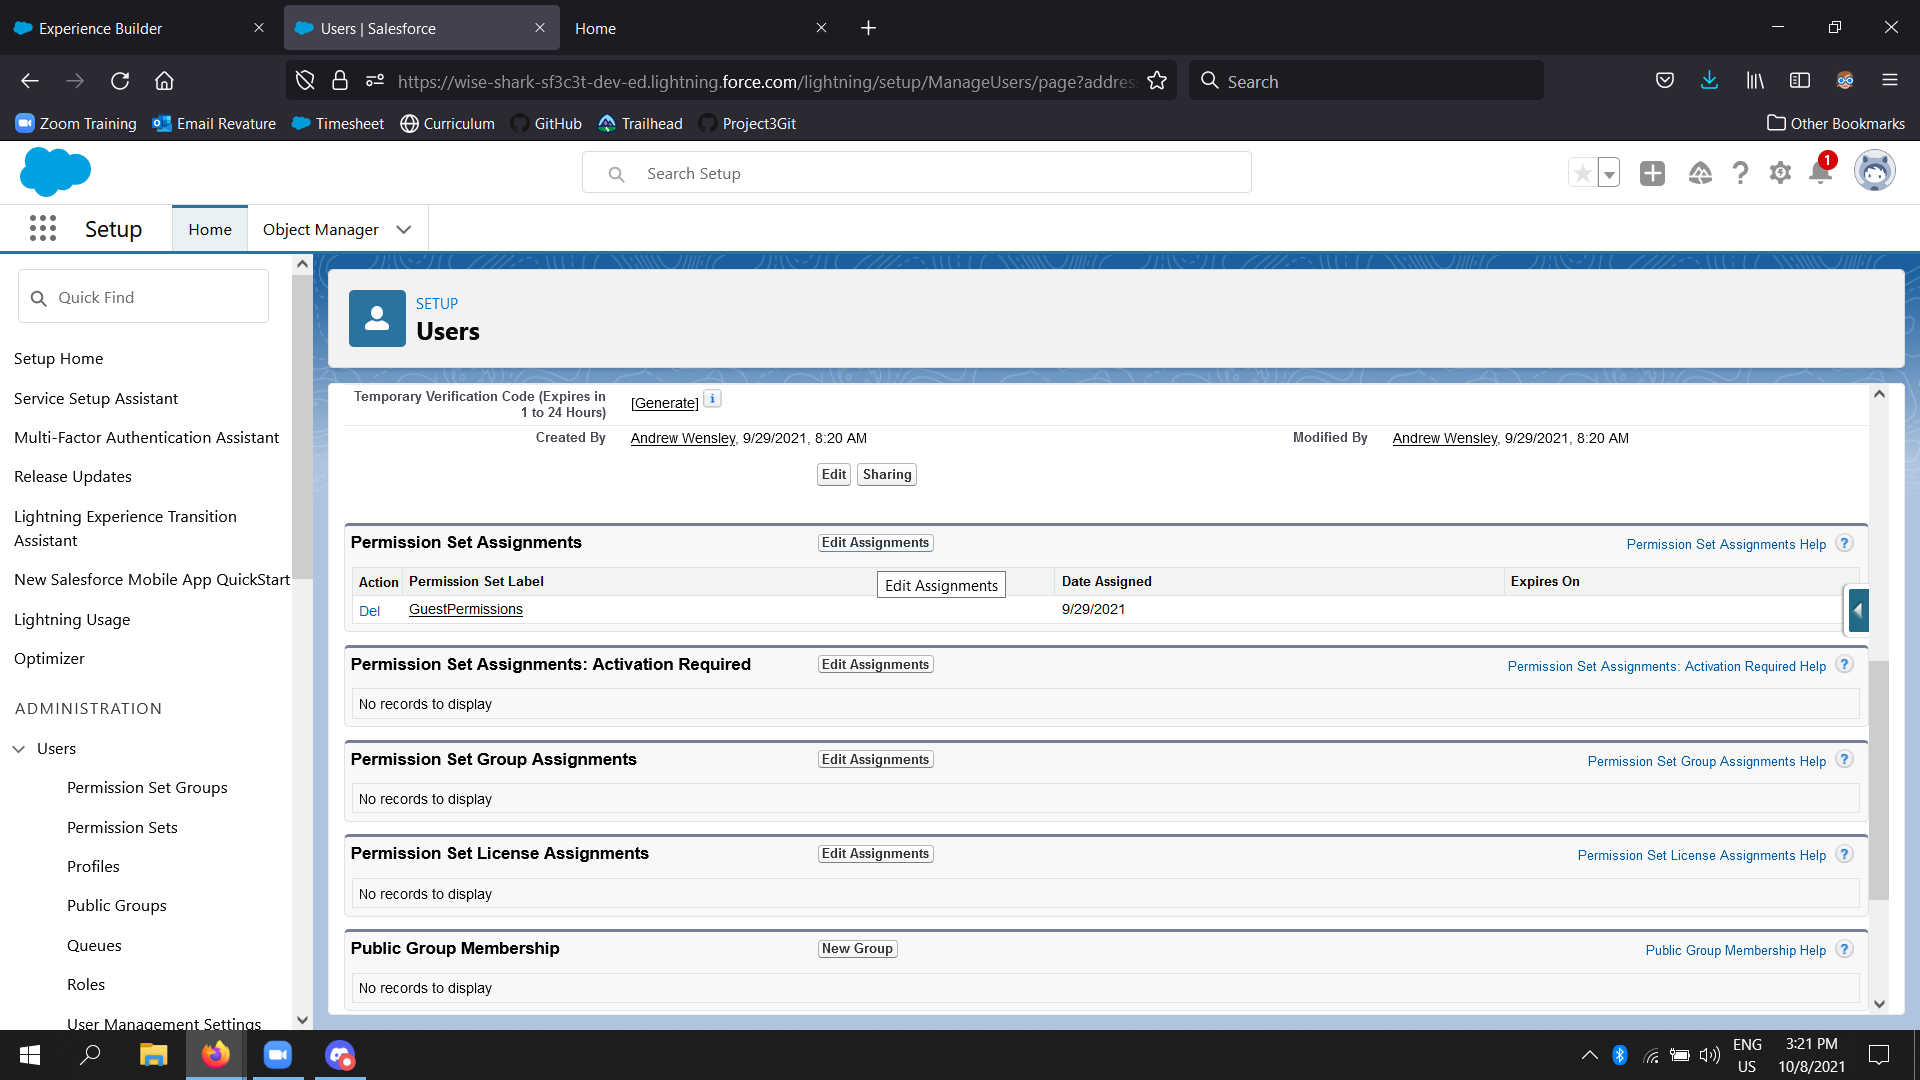 Experience Builder
Users | Salesforce
Home
https://wise-shark-sf3c3t-dev-ed.lightning.force.com/lightning/setup/ManageUsers/page?addres
Search
Zoom Training
Email Revature
Timesheet
Curriculum
GitHub
Trailhead
Project3Git
Other Bookmarks
Search Setup
1
Setup
Home
Object Manager
Quick Find
Setup Home
Service Setup Assistant
Multi-Factor Authentication Assistant
Release Updates
Lightning Experience Transition
Assistant
New Salesforce Mobile App QuickStart
Lightning Usage
Optimizer
ADMINISTRATION
Users
Permission Set Groups
Permission Sets
Profiles
Public Groups
Queues
Roles
User Management Settings
SETUP
Users
Temporary Verification Code (Expires in
1 to 24 Hours)
[Generate]
i
Created By
Andrew Wensley, 9/29/2021, 8:20 AM
Modified By
Andrew Wensley, 9/29/2021, 8:20 AM
Edit
Sharing
Permission Set Assignments
Edit Assignments
Permission Set Assignments Help ?
Action
Permission Set Label
Edit Assignments
Date Assigned
Expires On
Del
GuestPermissions
9/29/2021
Permission Set Assignments: Activation Required
Edit Assignments
Permission Set Assignments: Activation Required Help ?
No records to display
Permission Set Group Assignments
Edit Assignments
Permission Set Group Assignments Help ?
No records to display
Permission Set License Assignments
Edit Assignments
Permission Set License Assignments Help ?
No records to display
Public Group Membership
New Group
Public Group Membership Help ?
No records to display
ENG
US
3:21 PM
10/8/2021